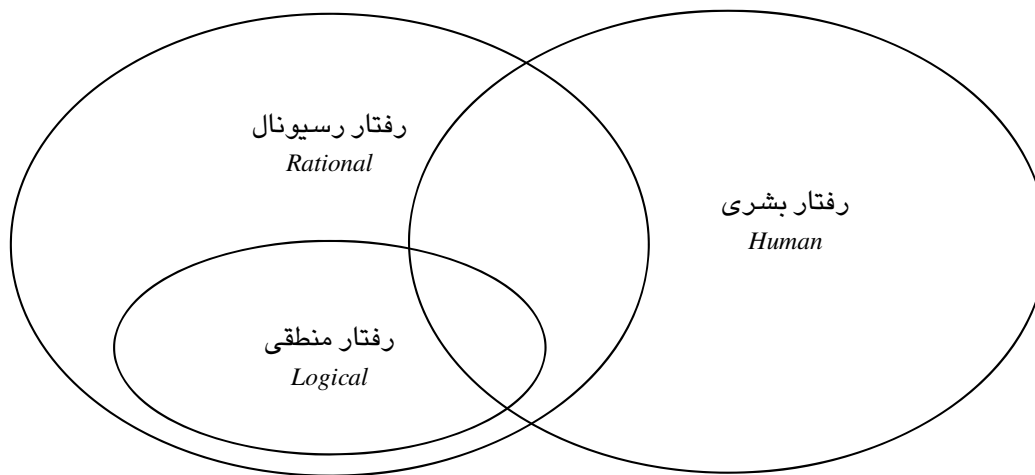 رفتار رسیونال
Rational
رفتار بشری
Human
رفتار منطقی
Logical